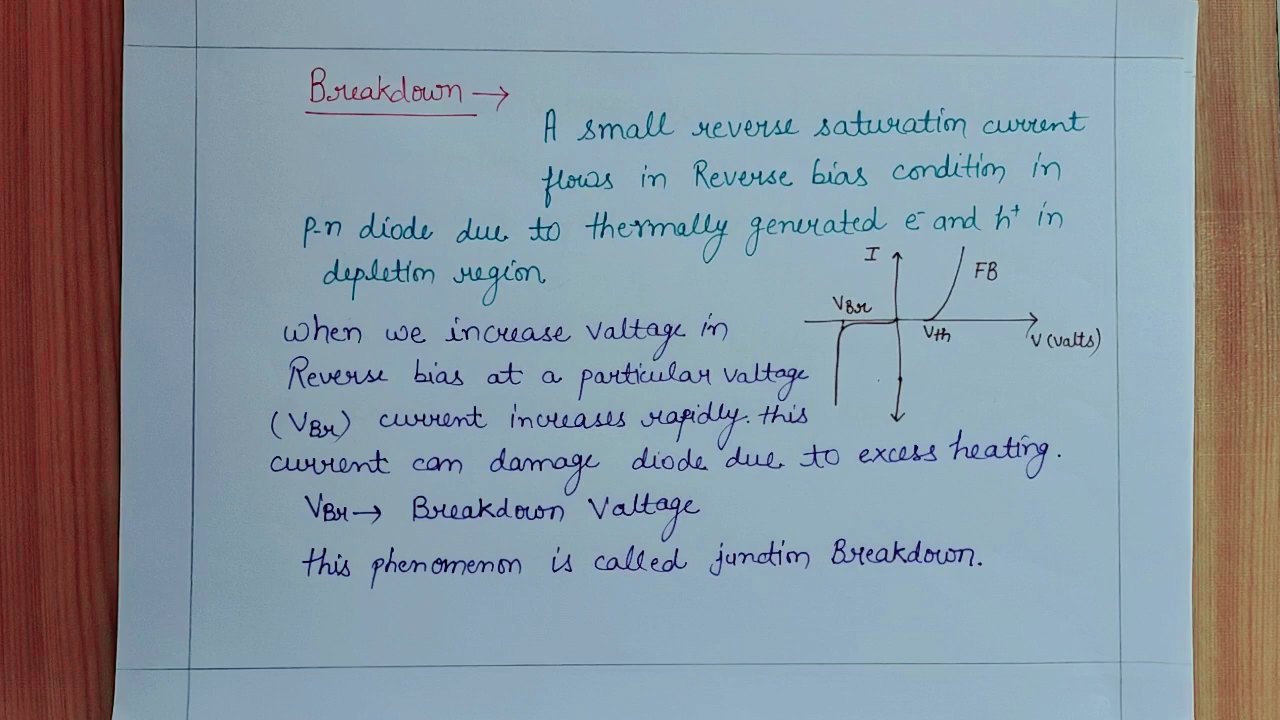 Breakdown →
A small reverse saturation current
flows in Reverse bias condition in
p-n diode due to thermally generated e⁻ and h⁺ in
depletion region
I
FB
VBr
Vth
V (valts)
when we increase valtage in
Reverse bias at a particular valtage
(VBr) current increases rapidly. this
current can damage diode due to excess heating.
VBr → Breakdown Valtage
this phenomenon is called junction Breakdown.